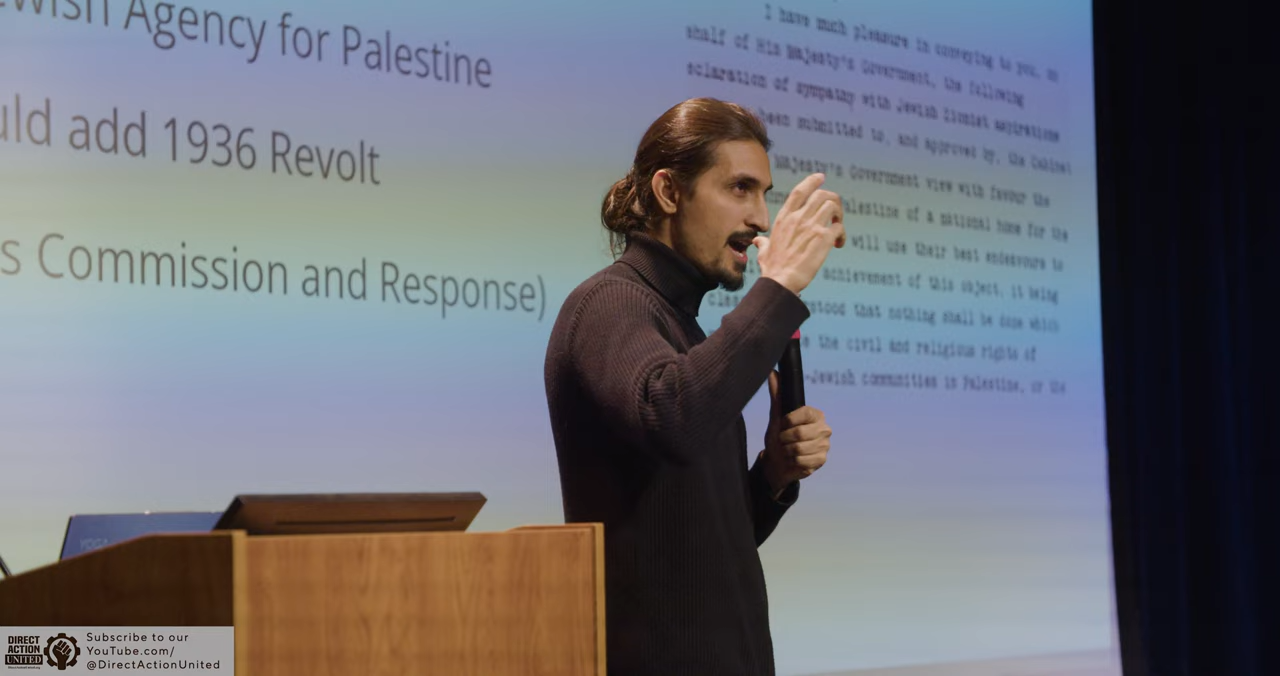 ewish Agency for Palestine
uld add 1936 Revolt
s Commission and Response)
I have much pleasure in conveying to you, on
ehalf of His Majesty's Government, the following
eclaration of sympathy with Jewish Zionist aspirations
been submitted to, and approved by, the Cabinet
Majesty's Government view with favour the
Palestine of a national home for the
will use their best endeavours to
achievement of this object, it being
clea stood that nothing shall be done which
the civil and religious rights of
-Jewish communities in Palestine, or the
YOGA
DIRECT
ACTION
UNITED
Subscribe to our
YouTube.com/
@DirectActionUnited